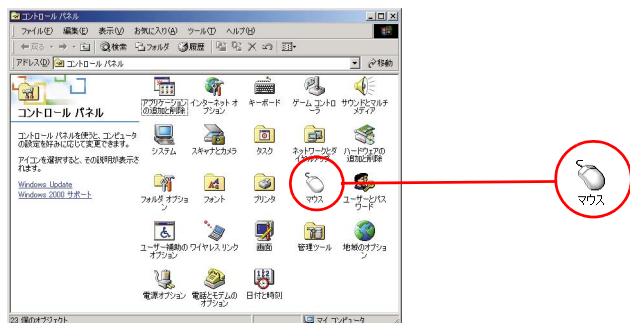 コントロール パネル
ファイル(F) 編集(E) 表示(V) お気に入り(A) ツール(T) ヘルプ(H)
戻る 検索 フォルダ 履歴
アドレス(D) コントロール パネル 移動
コントロール パネル
コントロール パネルを使うと、コンピュータ
の設定を好みに応じて変更できます。
アイコンを選択すると、その説明が表示さ
れます。
Windows Update
Windows 2000 サポート
アプリケーション
の追加と削除
インターネット オ
プション
キーボード
ゲーム コントロ
ーラ
サウンドとマルチ
メディア
システム
スキャナとカメラ
タスク
ネットワークとダ
イヤルアップ
ハードウェアの
追加と削除
フォルダ オプショ
ン
フォント
プリンタ
マウス
ユーザーとパス
ワード
ユーザー補助の
オプション
ワイヤレス リンク
画面
管理ツール
地域のオプショ
ン
電源オプション
電話とモデムの
オプション
日付と時刻
23 個のオブジェクト
マイ コンピュータ
マウス